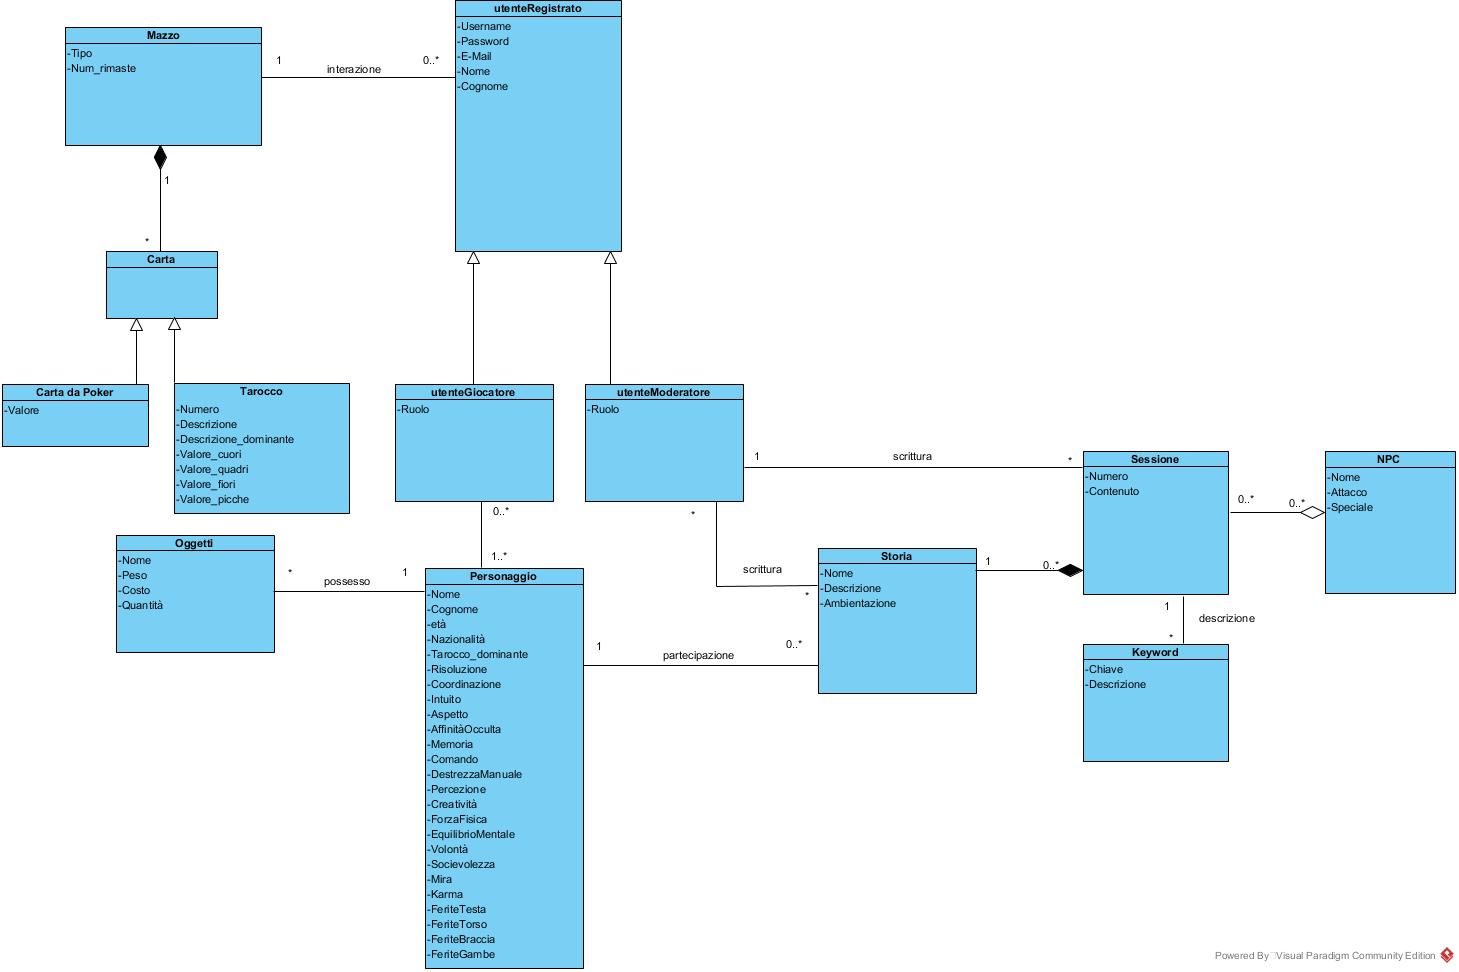 utenteRegistrato
-Username
-Password
-E-Mail
-Nome
-Cognome
Mazzo
-Tipo
-Num_rimaste
1
interazione
0..*
1
*
Carta
Carta da Poker
-Valore
Tarocco
-Numero
-Descrizione
-Descrizione_dominante
-Valore_cuori
-Valore_quadri
-Valore_fiori
-Valore_picche
utenteGiocatore
-Ruolo
utenteModeratore
-Ruolo
1
scrittura
*
Sessione
-Numero
-Contenuto
0..*
0..*
NPC
-Nome
-Attacco
-Speciale
0..*
1..*
*
scrittura
*
Oggetti
-Nome
-Peso
-Costo
-Quantità
*
possesso
1
Storia
-Nome
-Descrizione
-Ambientazione
1
0..*
1
descrizione
*
Keyword
-Chiave
-Descrizione
1
partecipazione
0..*
Personaggio
-Nome
-Cognome
-età
-Nazionalità
-Tarocco_dominante
-Risoluzione
-Coordinazione
-Intuito
-Aspetto
-AffinitàOcculta
-Memoria
-Comando
-DestrezzaManuale
-Percezione
-Creatività
-ForzaFisica
-EquilibrioMentale
-Volontà
-Socievolezza
-Mira
-Karma
-FeriteTesta
-FeriteTorso
-FeriteBraccia
-FeriteGambe
Powered By Visual Paradigm Community Edition